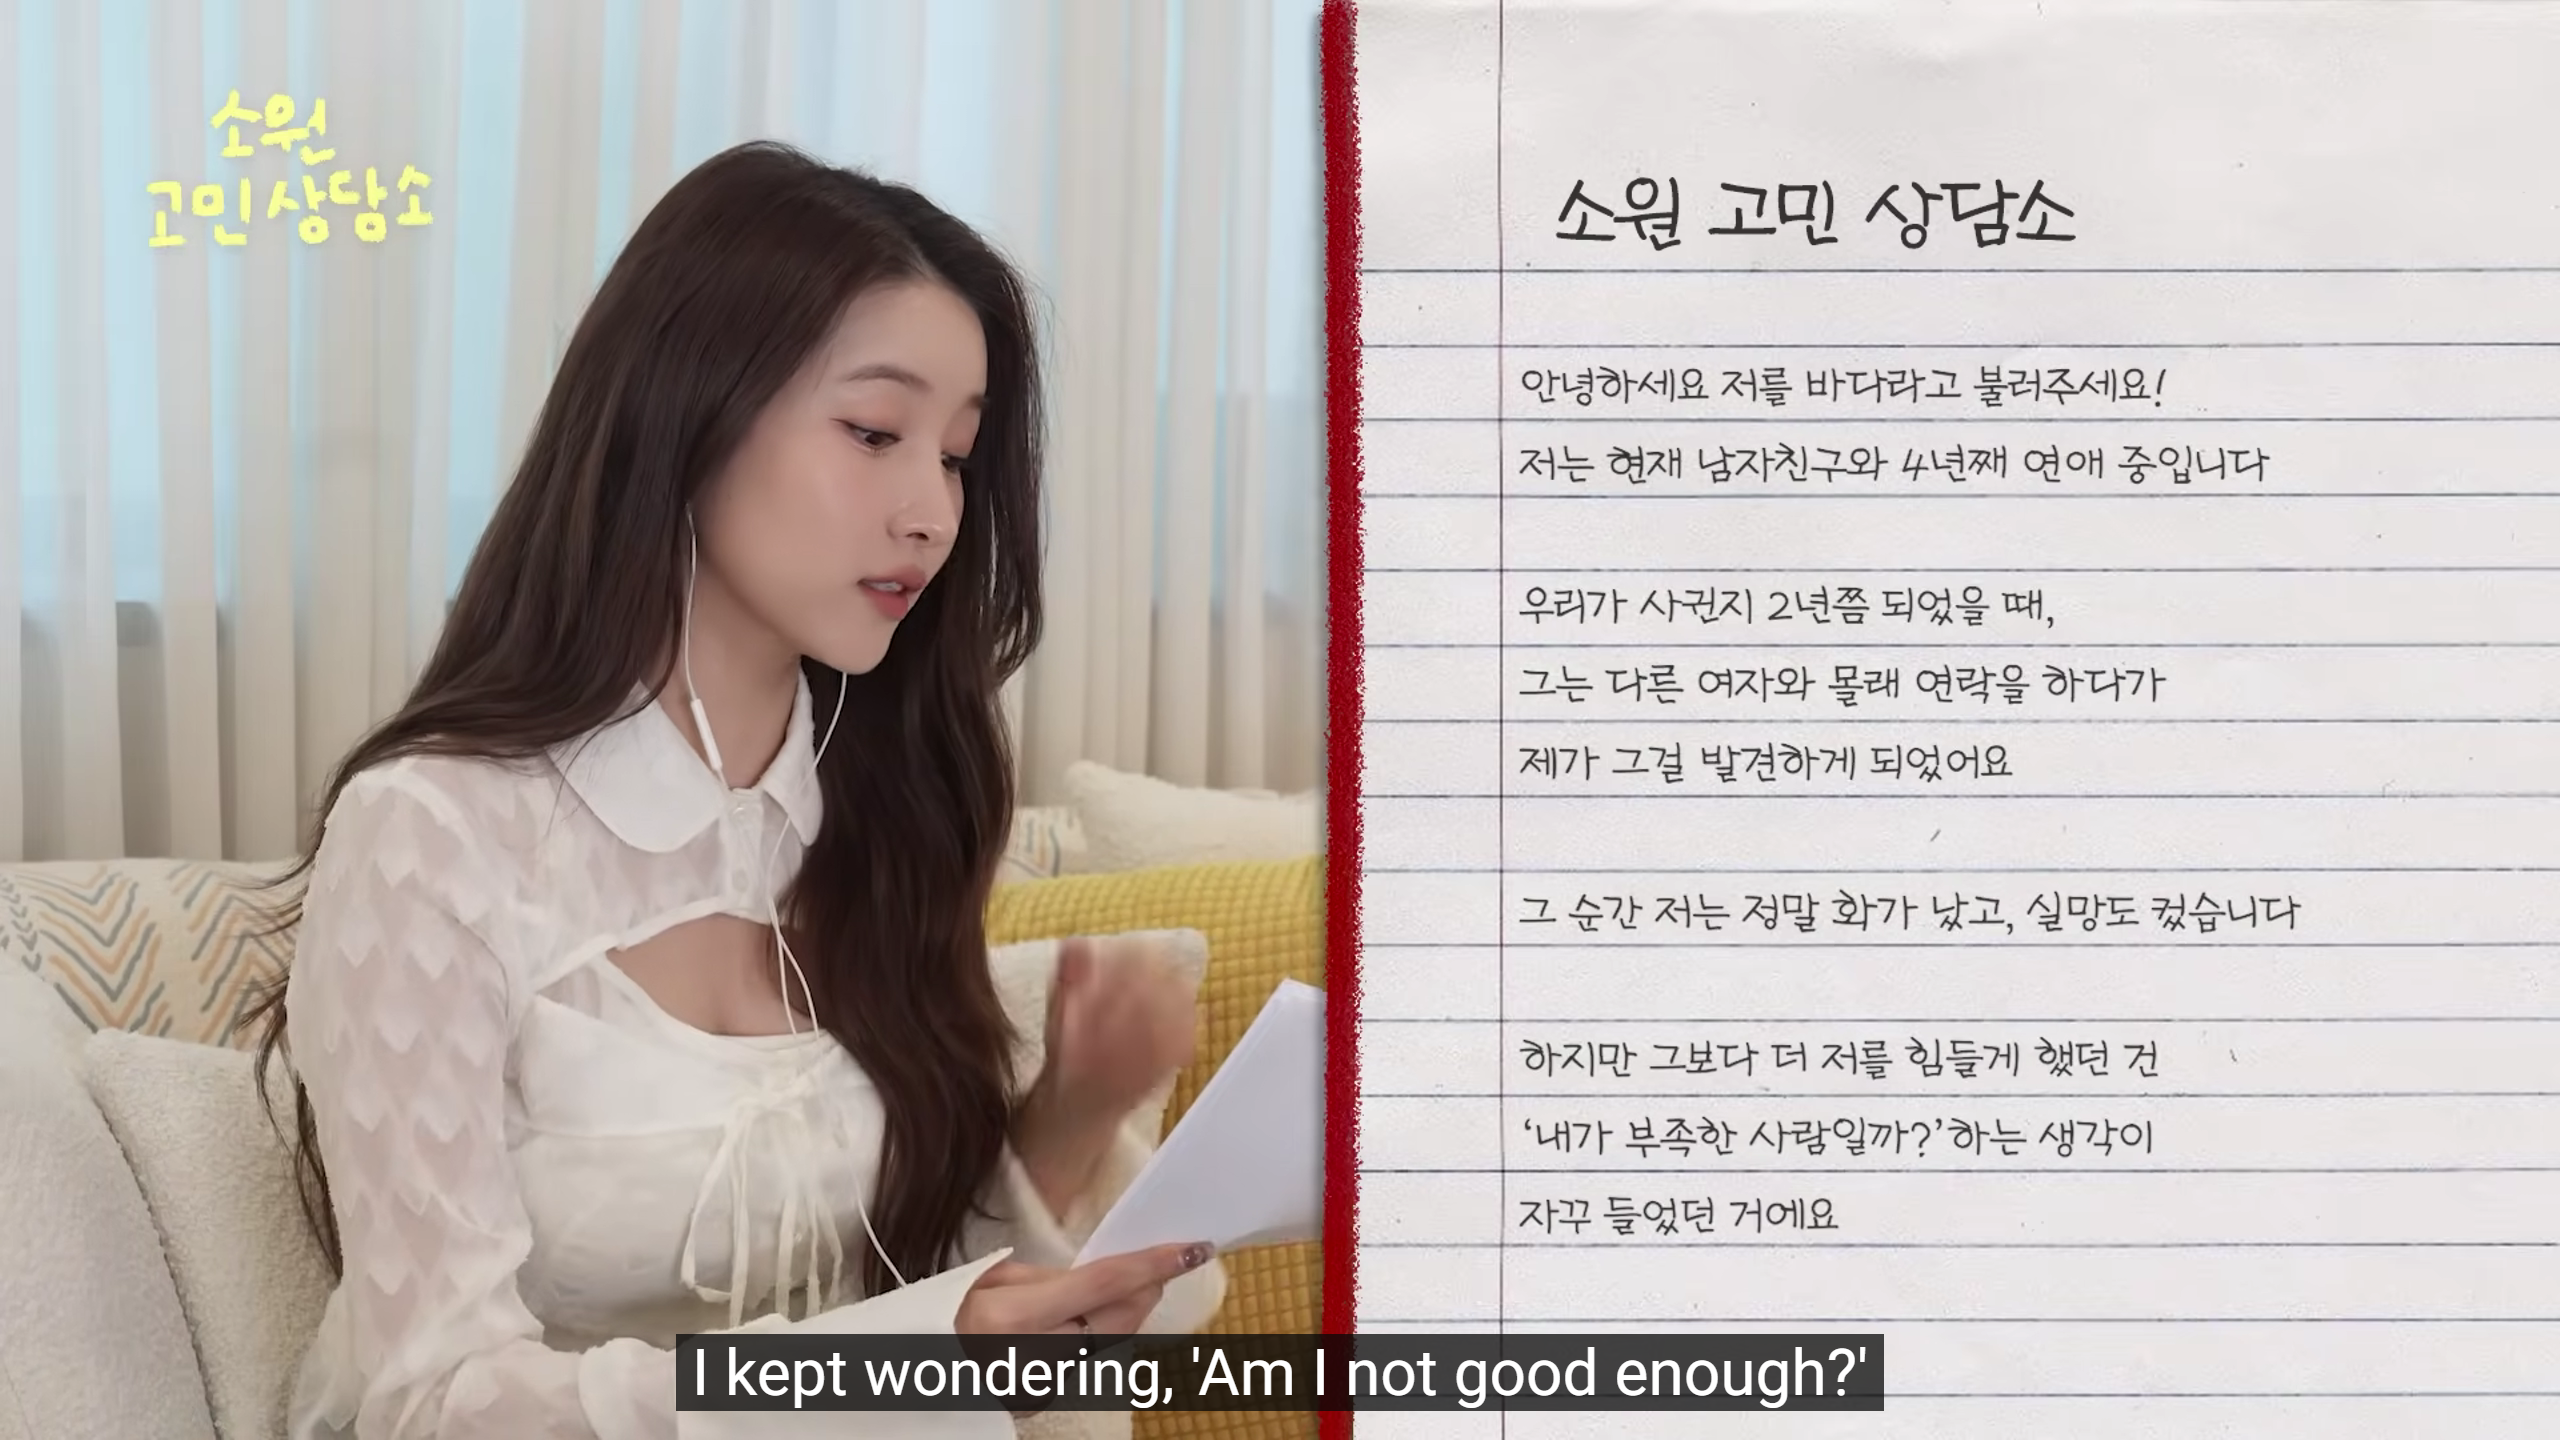 소원
고민 상담소
소원 고민 상담소
안녕하세요 저를 바다라고 불러주세요!
저는 현재 남자친구와 4년째 연애 중입니다
우리가 사귄지 2년쯤 되었을 때,
그는 다른 여자와 몰래 연락을 하다가
제가 그걸 발견하게 되었어요
그 순간 저는 정말 화가 났고, 실망도 컸습니다
하지만 그보다 더 저를 힘들게 했던 건
‘내가 부족한 사람일까?’하는 생각이
자꾸 들었던 거에요
I kept wondering, 'Am I not good enough?'